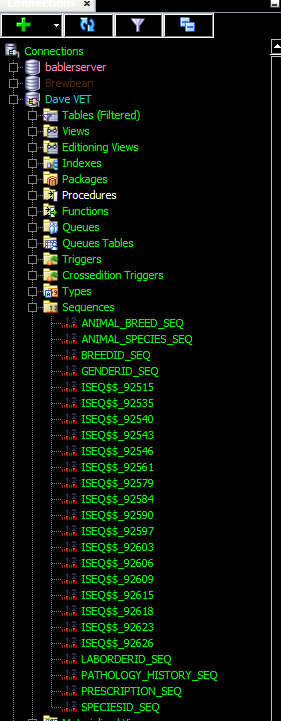 Connections
Connections
bablerserver
Brewbean
Dave VET
Tables (Filtered)
Views
Editioning Views
Indexes
Packages
Procedures
Functions
Queues
Queues Tables
Triggers
Crossedition Triggers
Types
Sequences
ANIMAL_BREED_SEQ
ANIMAL_SPECIES_SEQ
BREEDID_SEQ
GENDERID_SEQ
ISEQ$$_92515
ISEQ$$_92535
ISEQ$$_92540
ISEQ$$_92543
ISEQ$$_92546
ISEQ$$_92561
ISEQ$$_92579
ISEQ$$_92584
ISEQ$$_92590
ISEQ$$_92597
ISEQ$$_92603
ISEQ$$_92606
ISEQ$$_92609
ISEQ$$_92615
ISEQ$$_92618
ISEQ$$_92623
ISEQ$$_92626
LABORDERID_SEQ
PATHOLOGY_HISTORY_SEQ
PRESCRIPTION_SEQ
SPECIESID_SEQ